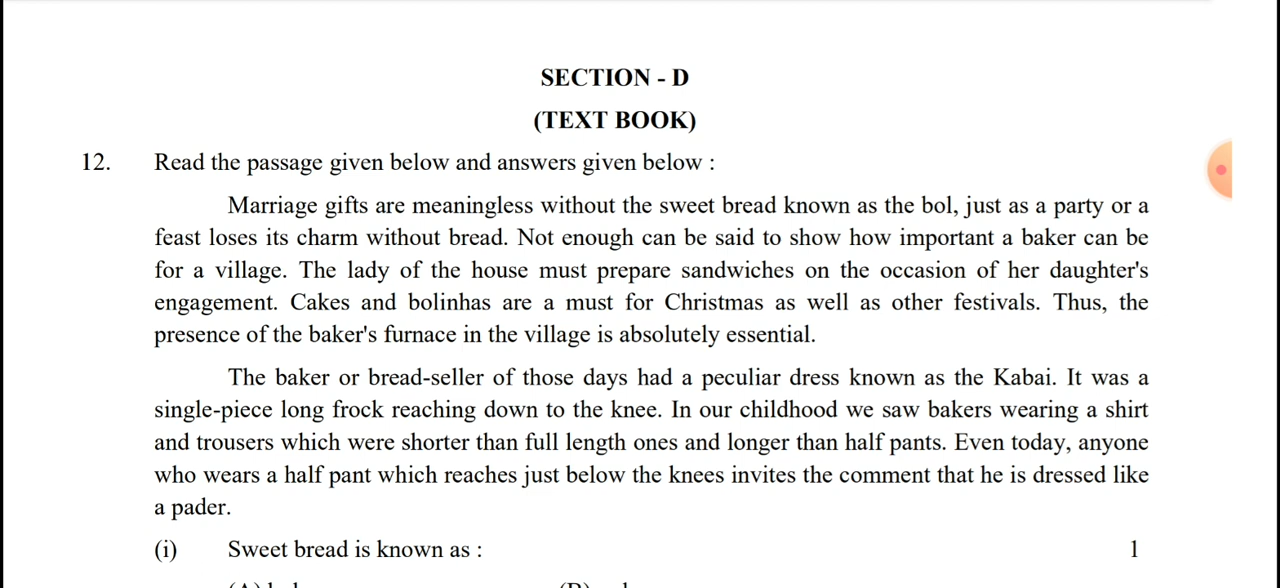 SECTION - D
(TEXT BOOK)
12. Read the passage given below and answers given below :
Marriage gifts are meaningless without the sweet bread known as the bol, just as a party or a
feast loses its charm without bread. Not enough can be said to show how important a baker can be
for a village. The lady of the house must prepare sandwiches on the occasion of her daughter's
engagement. Cakes and bolinhas are a must for Christmas as well as other festivals. Thus, the
presence of the baker's furnace in the village is absolutely essential.
The baker or bread-seller of those days had a peculiar dress known as the Kabai. It was a
single-piece long frock reaching down to the knee. In our childhood we saw bakers wearing a shirt
and trousers which were shorter than full length ones and longer than half pants. Even today, anyone
who wears a half pant which reaches just below the knees invites the comment that he is dressed like
a pader.
(i) Sweet bread is known as : 1